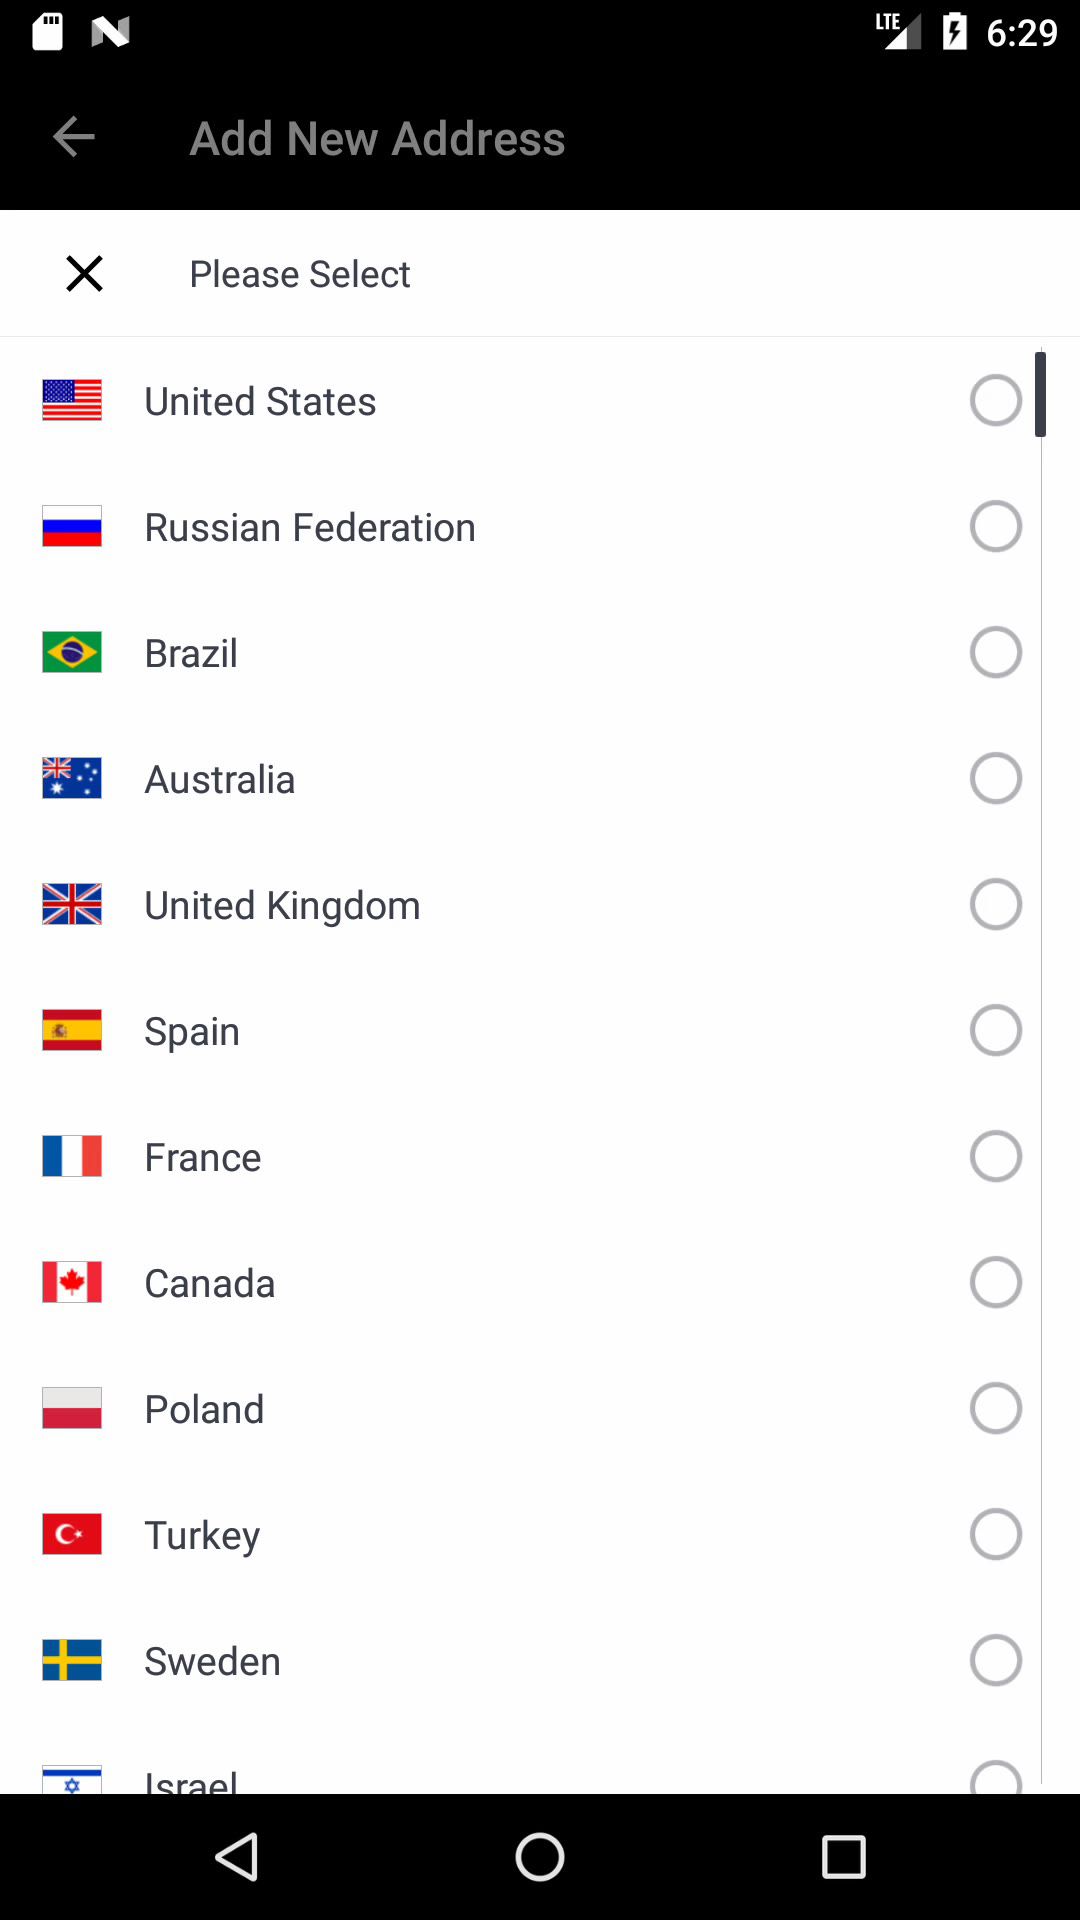 LTE 6:29
Add New Address
Please Select
United States
Russian Federation
Brazil
Australia
United Kingdom
Spain
France
Canada
Poland
Turkey
Sweden
Israel